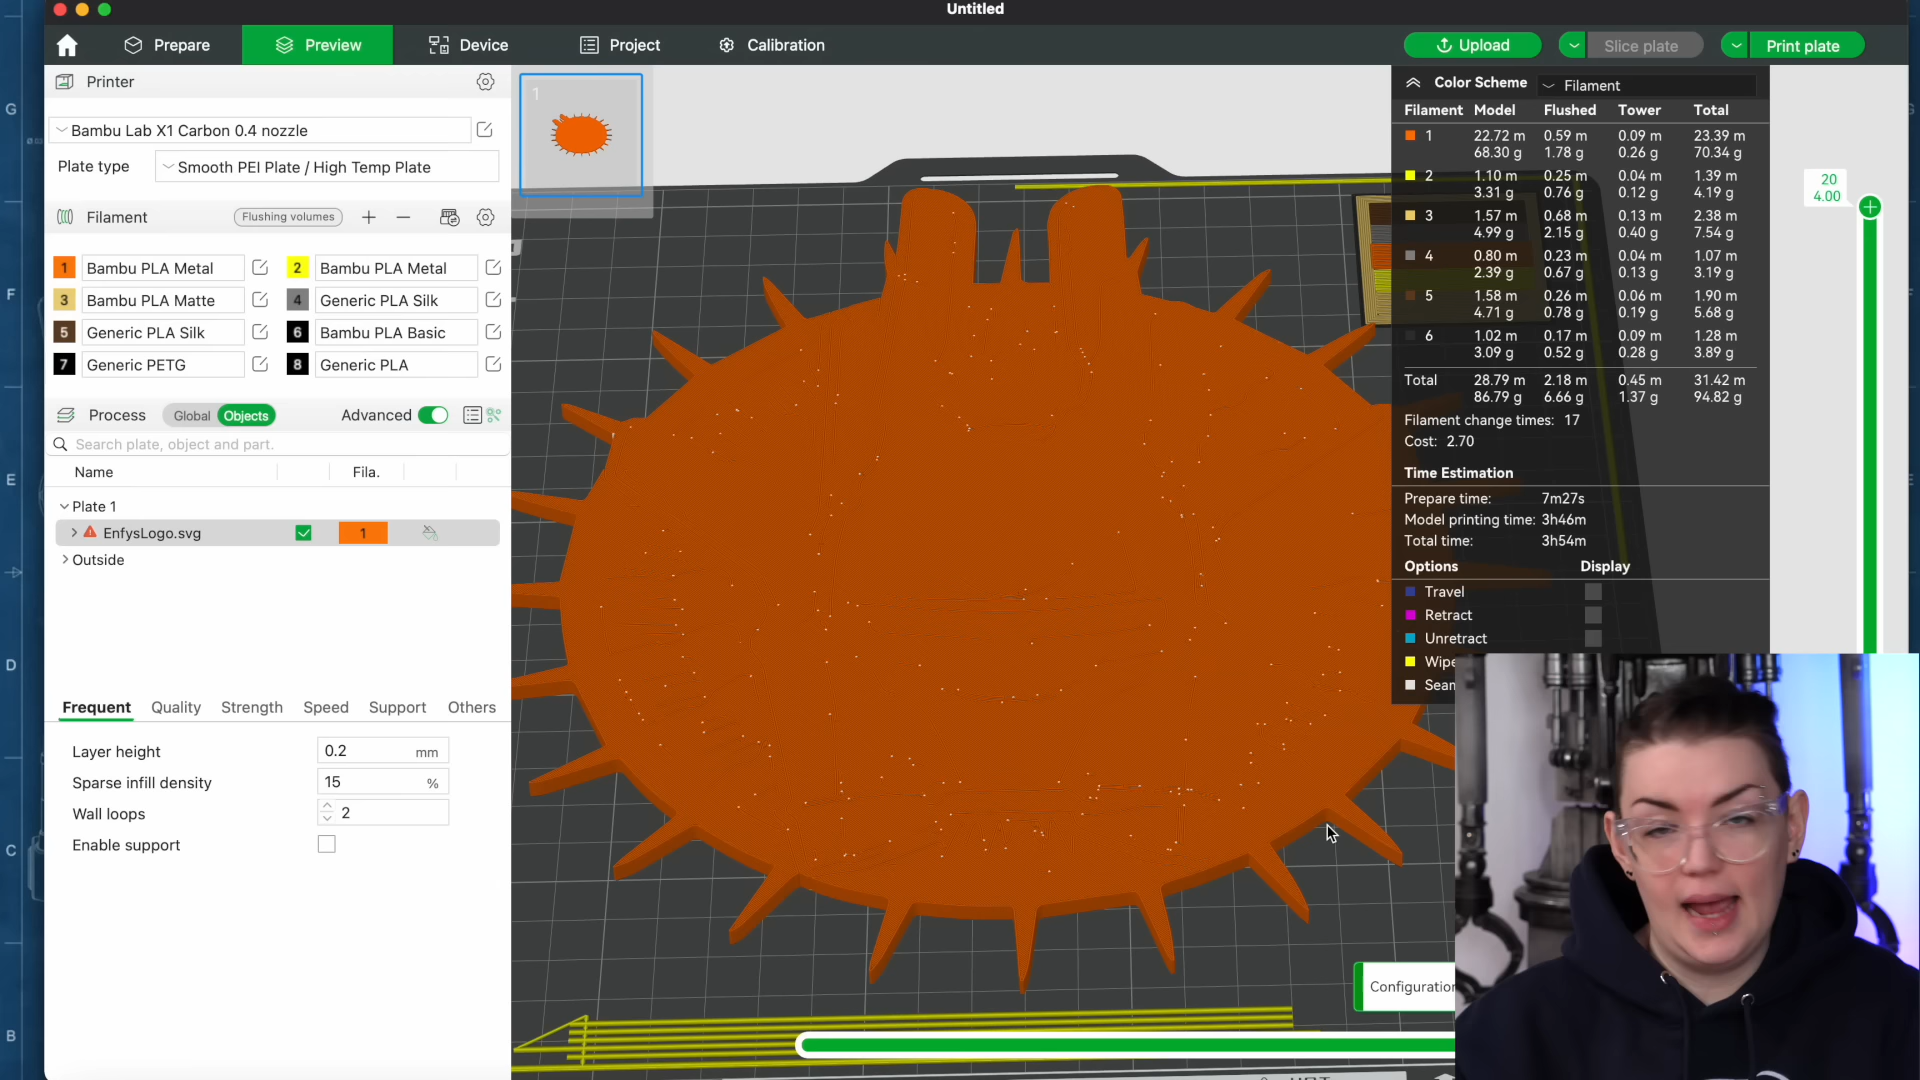 Untitled
Prepare
Preview
Device
Project
Calibration
Upload
Slice plate
Print plate
Printer
Bambu Lab X1 Carbon 0.4 nozzle
Plate type
Smooth PEI Plate / High Temp Plate
Filament
Flushing volumes
1 Bambu PLA Metal
2 Bambu PLA Metal
3 Bambu PLA Matte
4 Generic PLA Silk
5 Generic PLA Silk
6 Bambu PLA Basic
7 Generic PETG
8 Generic PLA
Process
Global
Objects
Advanced
Search plate, object and part.
Name
Fila.
Plate 1
EnfysLogo.svg
1
Outside
Frequent
Quality
Strength
Speed
Support
Others
Layer height
0.2 mm
Sparse infill density
15 %
Wall loops
2
Enable support
1
Color Scheme
Filament
Filament Model Flushed Tower Total
1 22.72 m 0.59 m 0.09 m 23.39 m
68.30 g 1.78 g 0.26 g 70.34 g
2 1.10 m 0.25 m 0.04 m 1.39 m
3.31 g 0.76 g 0.12 g 4.19 g
3 1.57 m 0.68 m 0.13 m 2.38 m
4.99 g 2.15 g 0.40 g 7.54 g
4 0.80 m 0.23 m 0.04 m 1.07 m
2.39 g 0.67 g 0.13 g 3.19 g
5 1.58 m 0.26 m 0.06 m 1.90 m
4.71 g 0.78 g 0.19 g 5.68 g
6 1.02 m 0.17 m 0.09 m 1.28 m
3.09 g 0.52 g 0.28 g 3.89 g
Total 28.79 m 2.18 m 0.45 m 31.42 m
86.79 g 6.66 g 1.37 g 94.82 g
Filament change times: 17
Cost: 2.70
Time Estimation
Prepare time: 7m27s
Model printing time: 3h46m
Total time: 3h54m
Options Display
Travel
Retract
Unretract
Wipe
Seam
20
4.00
Configuration
G
F
E
D
C
B